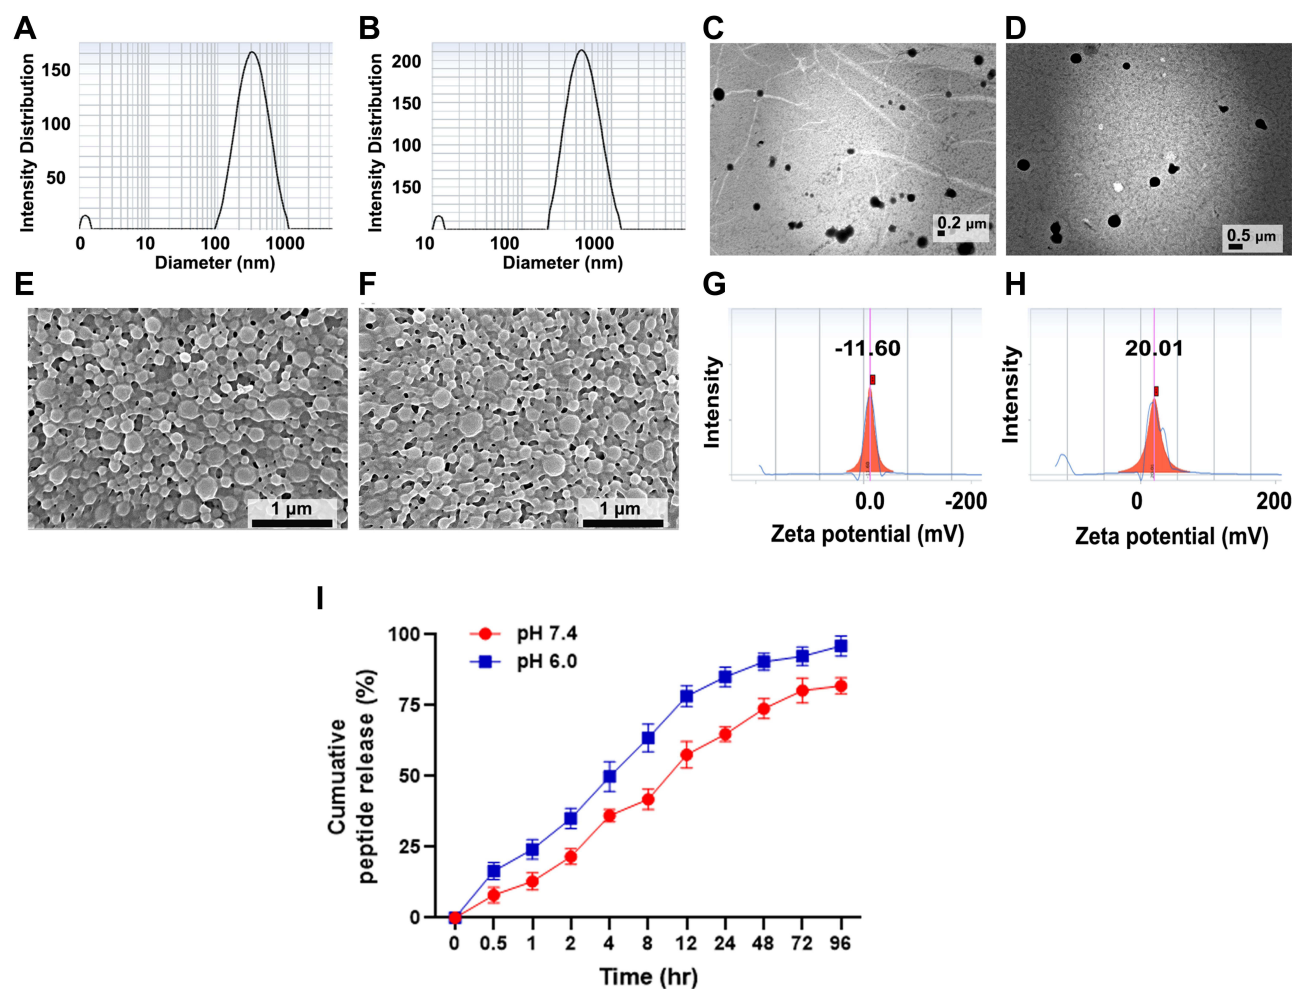 A
Intensity Distribution
150
100
50
0
10
100
1000
Diameter (nm)
B
Intensity Distribution
200
150
100
150
10
100
1000
Diameter (nm)
C
0.2 µm
D
0.5 µm
E
1 µm
F
1 µm
G
Intensity
-11.60
0.0
-200
Zeta potential (mV)
H
Intensity
20.01
0
200
Zeta potential (mV)
I
Cumuative
peptide release (%)
100
75
50
25
0
pH 7.4
pH 6.0
0 0.5 1 2 4 8 12 24 48 72 96
Time (hr)